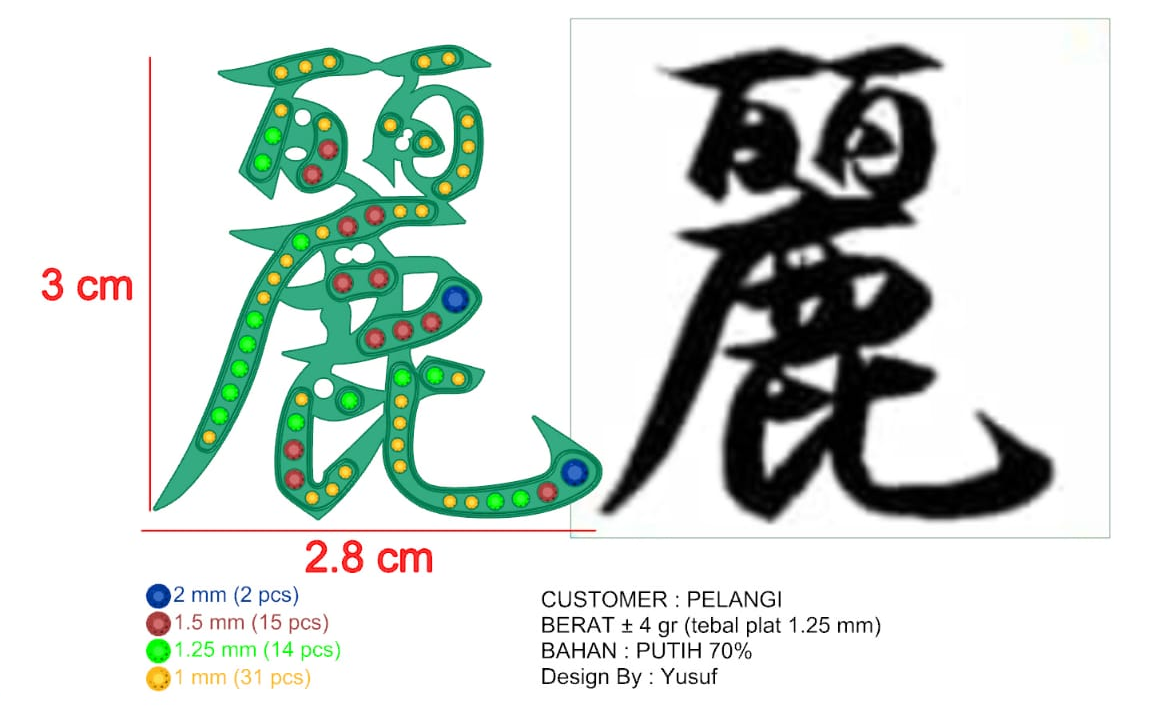 麗
麗
3 cm
2.8 cm
2 mm (2 pcs)
1.5 mm (15 pcs)
1.25 mm (14 pcs)
1 mm (31 pcs)
CUSTOMER : PELANGI
BERAT ± 4 gr (tebal plat 1.25 mm)
BAHAN : PUTIH 70%
Design By : Yusuf